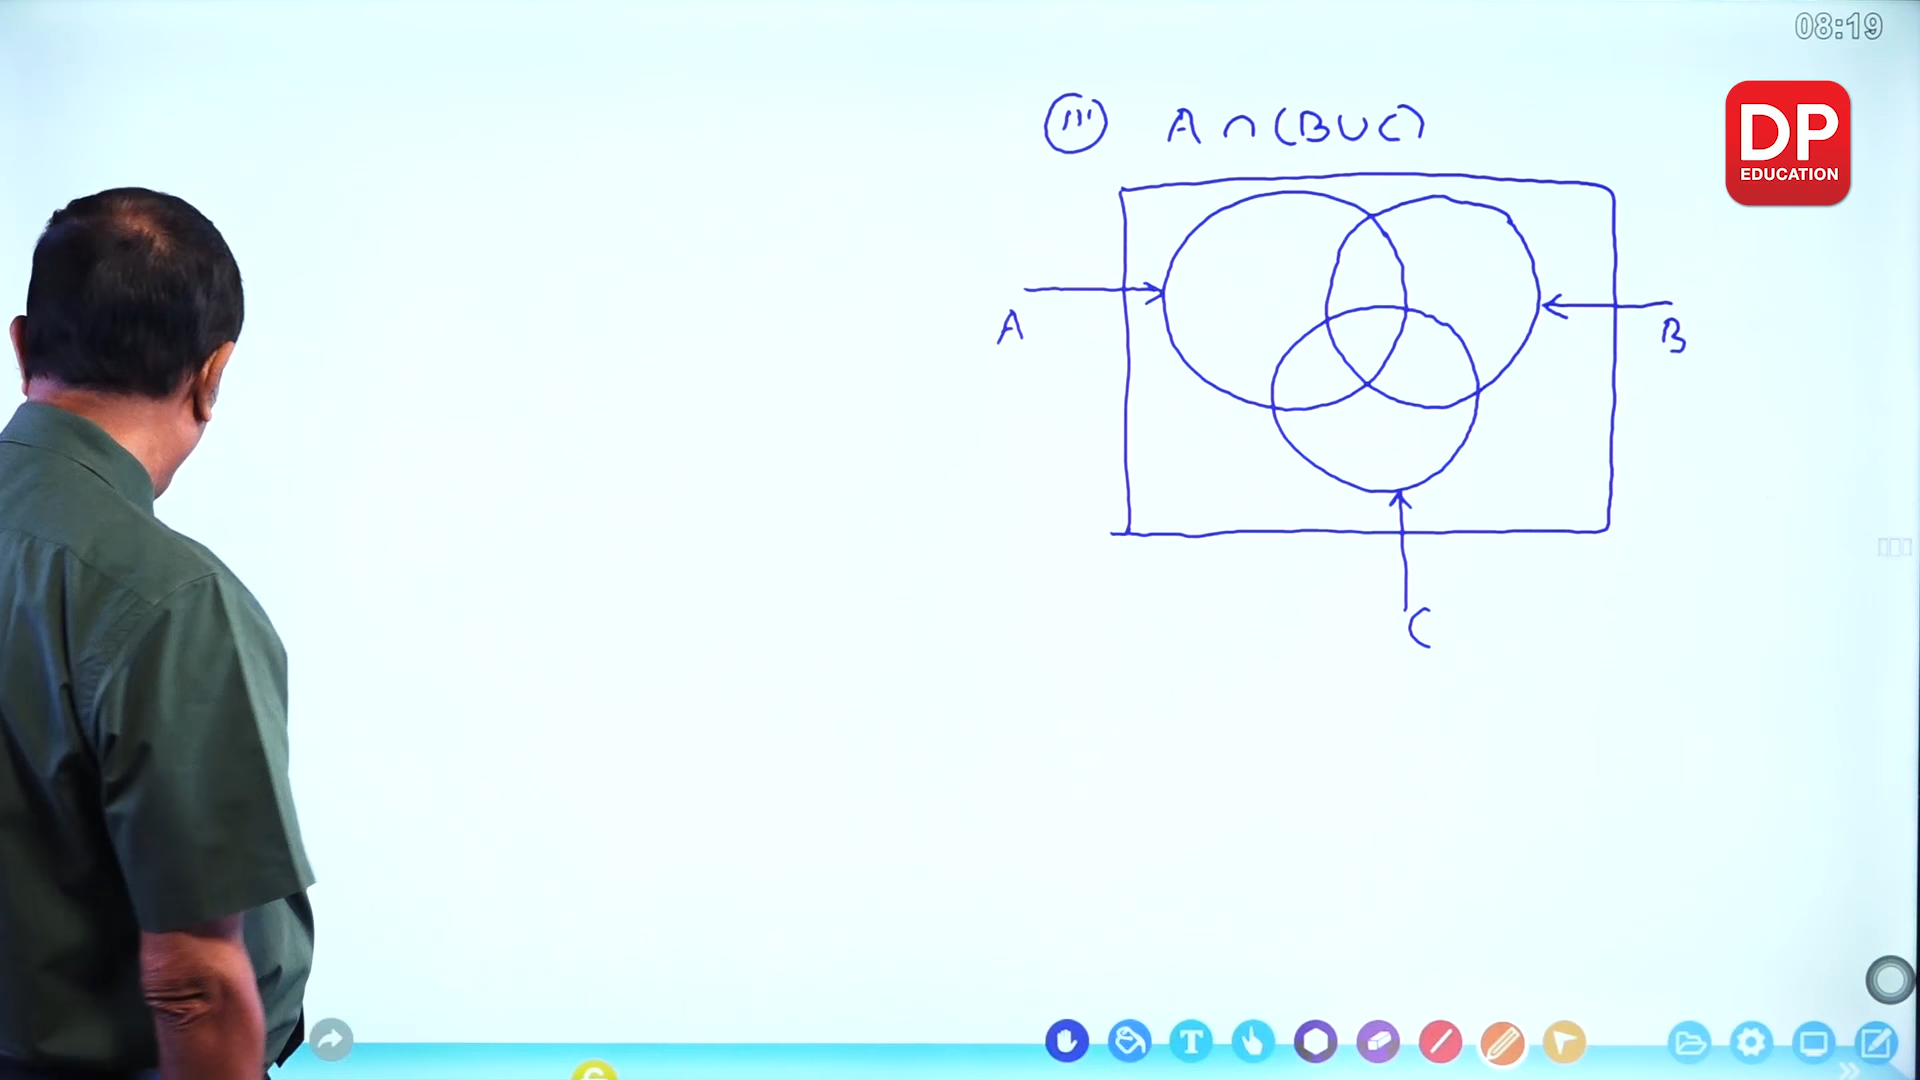 08:19
DP
EDUCATION
(iii) A ∩ (B ∪ C)
A
B
C
T